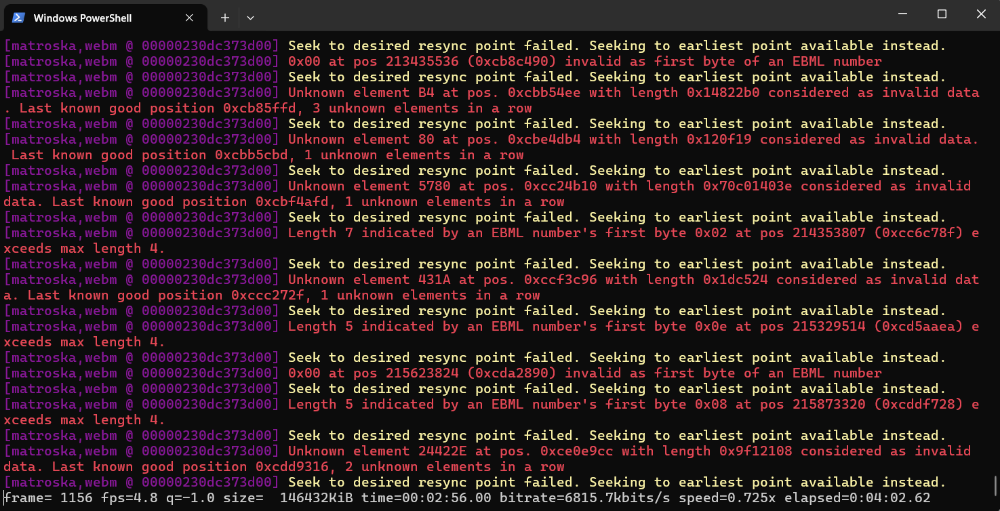 Windows PowerShell
[matroska,webm @ 00000230dc373d00] Seek to desired resync point failed. Seeking to earliest point available instead.
[matroska,webm @ 00000230dc373d00] 0x00 at pos 213435536 (0xcb8c490) invalid as first byte of an EBML number
[matroska,webm @ 00000230dc373d00] Seek to desired resync point failed. Seeking to earliest point available instead.
[matroska,webm @ 00000230dc373d00] Unknown element B4 at pos. 0xcbb54ee with length 0x14822b0 considered as invalid data
. Last known good position 0xcb85ffd, 3 unknown elements in a row
[matroska,webm @ 00000230dc373d00] Seek to desired resync point failed. Seeking to earliest point available instead.
[matroska,webm @ 00000230dc373d00] Unknown element 80 at pos. 0xcbe4db4 with length 0x120f19 considered as invalid data.
 Last known good position 0xcbb5cbd, 1 unknown elements in a row
[matroska,webm @ 00000230dc373d00] Seek to desired resync point failed. Seeking to earliest point available instead.
[matroska,webm @ 00000230dc373d00] Unknown element 5780 at pos. 0xcc24b10 with length 0x70c01403e considered as invalid
data. Last known good position 0xcbf4afd, 1 unknown elements in a row
[matroska,webm @ 00000230dc373d00] Seek to desired resync point failed. Seeking to earliest point available instead.
[matroska,webm @ 00000230dc373d00] Length 7 indicated by an EBML number's first byte 0x02 at pos 214353807 (0xcc6c78f) e
xceeds max length 4.
[matroska,webm @ 00000230dc373d00] Seek to desired resync point failed. Seeking to earliest point available instead.
[matroska,webm @ 00000230dc373d00] Unknown element 431A at pos. 0xccf3c96 with length 0x1dc524 considered as invalid dat
a. Last known good position 0xccc272f, 1 unknown elements in a row
[matroska,webm @ 00000230dc373d00] Seek to desired resync point failed. Seeking to earliest point available instead.
[matroska,webm @ 00000230dc373d00] Length 5 indicated by an EBML number's first byte 0x0e at pos 215329514 (0xcd5aaea) e
xceeds max length 4.
[matroska,webm @ 00000230dc373d00] Seek to desired resync point failed. Seeking to earliest point available instead.
[matroska,webm @ 00000230dc373d00] 0x00 at pos 215623824 (0xcda2890) invalid as first byte of an EBML number
[matroska,webm @ 00000230dc373d00] Seek to desired resync point failed. Seeking to earliest point available instead.
[matroska,webm @ 00000230dc373d00] Length 5 indicated by an EBML number's first byte 0x08 at pos 215873320 (0xcddf728) e
xceeds max length 4.
[matroska,webm @ 00000230dc373d00] Seek to desired resync point failed. Seeking to earliest point available instead.
[matroska,webm @ 00000230dc373d00] Unknown element 24422E at pos. 0xce0e9cc with length 0x9f12108 considered as invalid
data. Last known good position 0xcdd9316, 2 unknown elements in a row
[matroska,webm @ 00000230dc373d00] Seek to desired resync point failed. Seeking to earliest point available instead.
frame= 1156 fps=4.8 q=-1.0 size=  146432KiB time=00:02:56.00 bitrate=6815.7kbits/s speed=0.725x elapsed=0:04:02.62